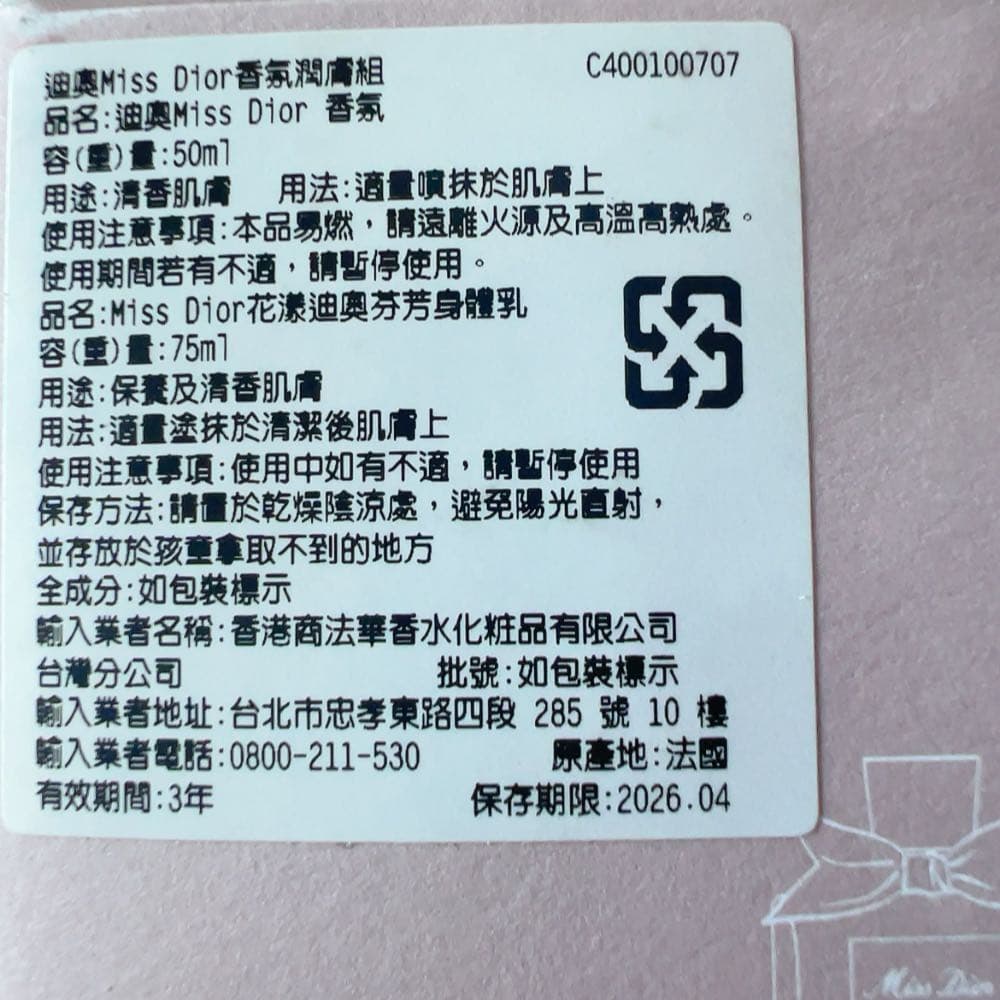 迪奧Miss Dior香氛潤膚組 C400100707
品名:迪奧Miss Dior 香氛
容(重)量:50ml
用途:清香肌膚 用法:適量噴抹於肌膚上
使用注意事項:本品易燃，請遠離火源及高溫高熱處。
使用期間若有不適，請暫停使用。
品名:Miss Dior花漾迪奧芬芳身體乳
容(重)量:75ml
用途:保養及清香肌膚
用法:適量塗抹於清潔後肌膚上
使用注意事項:使用中如有不適，請暫停使用
保存方法:請置於乾燥陰涼處，避免陽光直射，
並存放於孩童拿取不到的地方
全成分:如包裝標示
輸入業者名稱:香港商法華香水化粧品有限公司
台灣分公司 批號:如包裝標示
輸入業者地址:台北市忠孝東路四段 285 號 10 樓
輸入業者電話:0800-211-530 原產地:法國
有效期間:3年 保存期限:2026.04
Miss Dior